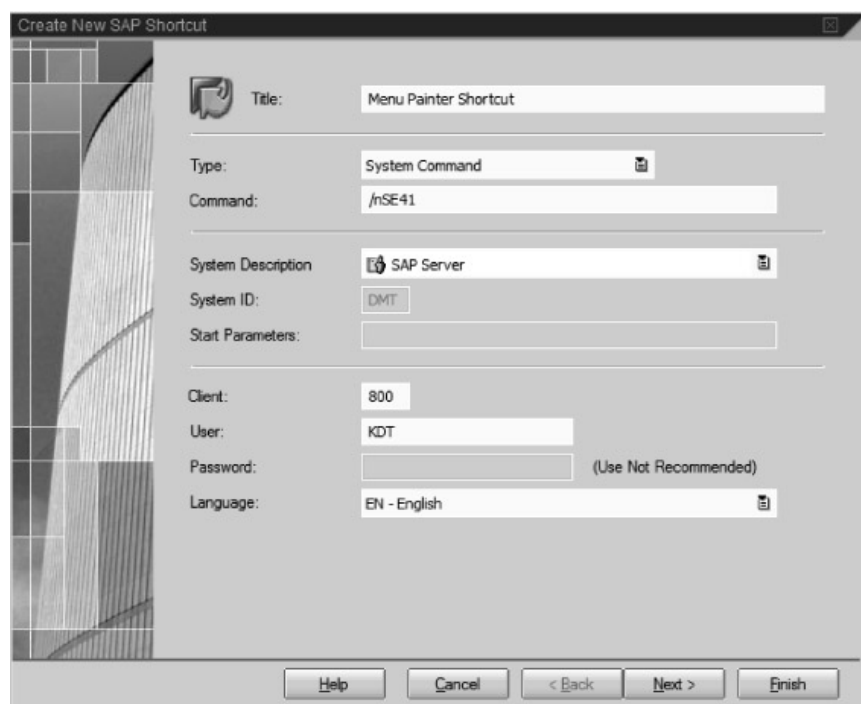 Create New SAP Shortcut
Title: Menu Painter Shortcut
Type: System Command
Command: /nSE41
System Description SAP Server
System ID: DMT
Start Parameters:
Client: 800
User: KDT
Password: (Use Not Recommended)
Language: EN - English
Help Cancel < Back Next > Finish